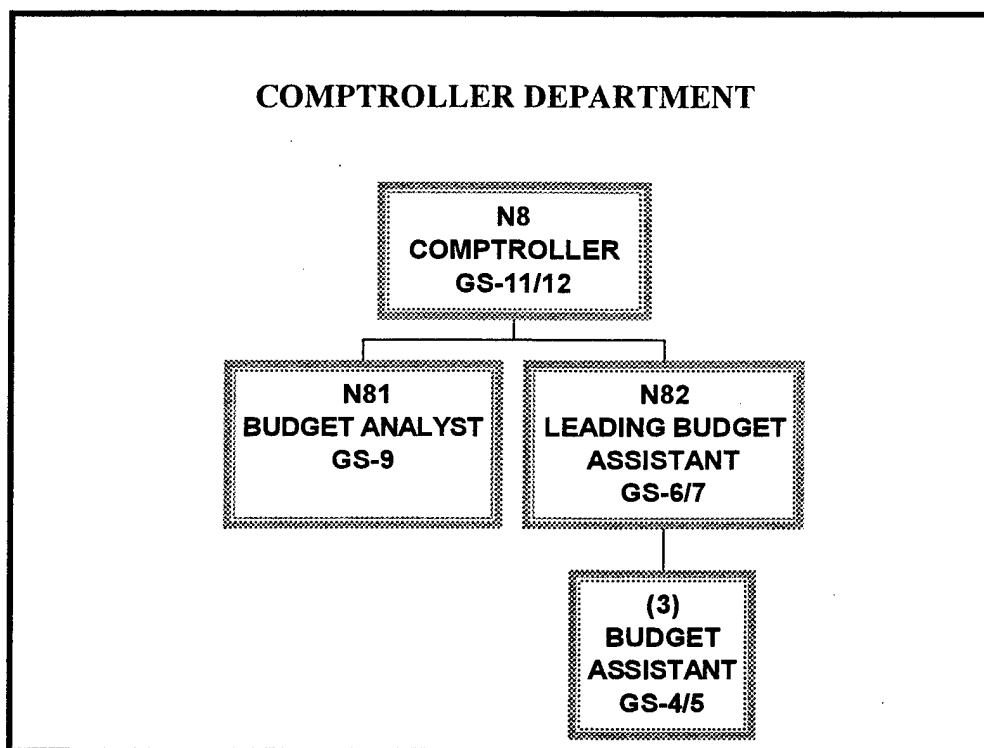 COMPTROLLER DEPARTMENT
N8
COMPTROLLER
GS-11/12
N81
BUDGET ANALYST
GS-9
N82
LEADING BUDGET
ASSISTANT
GS-6/7
(3)
BUDGET
ASSISTANT
GS-4/5